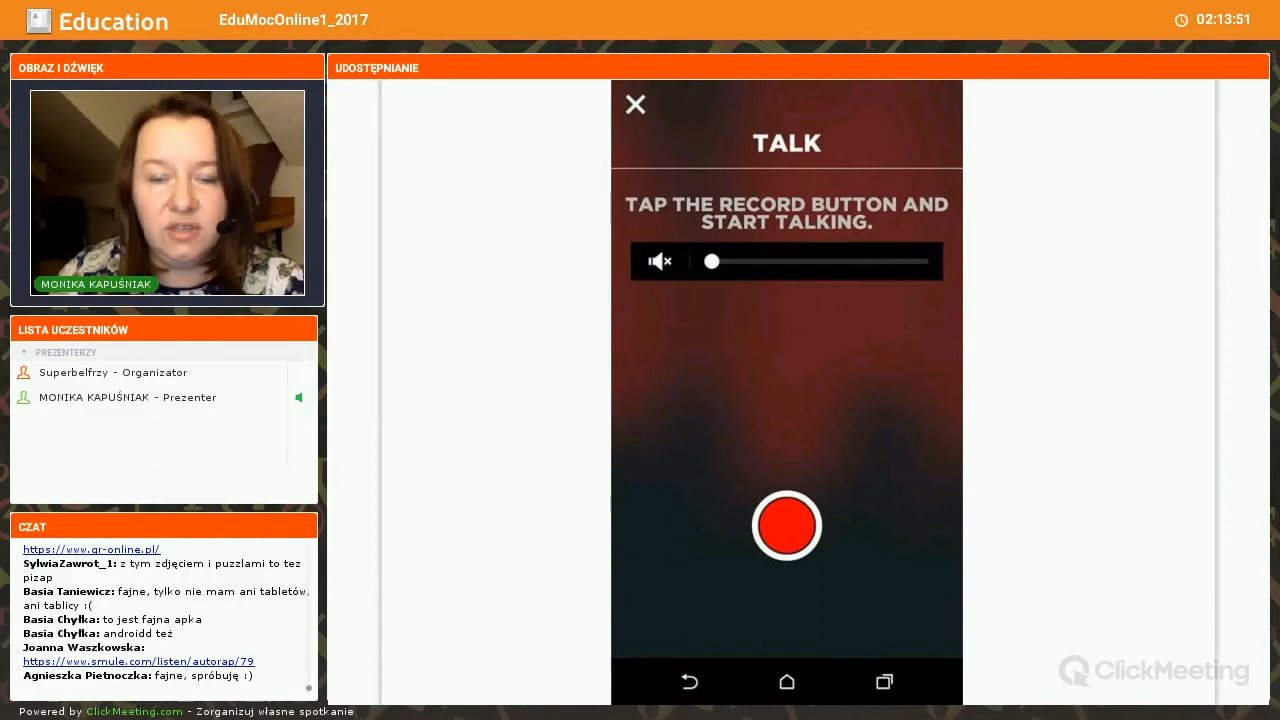 Education
EduMocOnline1_2017
02:13:51
OBRAZ I DŹWIĘK
MONIKA KAPUŚNIAK
LISTA UCZESTNIKÓW
PREZENTERZY
Superbelfrzy - Organizator
MONIKA KAPUŚNIAK - Prezenter
CZAT
https://www.qr-online.pl/
SylwiaZawrot_1: z tym zdjęciem i puzzlami to tez
pizap
Basia Taniewicz: fajne, tylko nie mam ani tabletów,
ani tablicy :(
Basia Chyłka: to jest fajna apka
Basia Chyłka: androidd też
Joanna Waszkowska:
https://www.smule.com/listen/autorap/79
Agnieszka Pietnoczka: fajne, spróbuję :)
UDOSTĘPNIANIE
TALK
TAP THE RECORD BUTTON AND
START TALKING.
ClickMeeting
Powered by ClickMeeting.com - Zorganizuj własne spotkanie